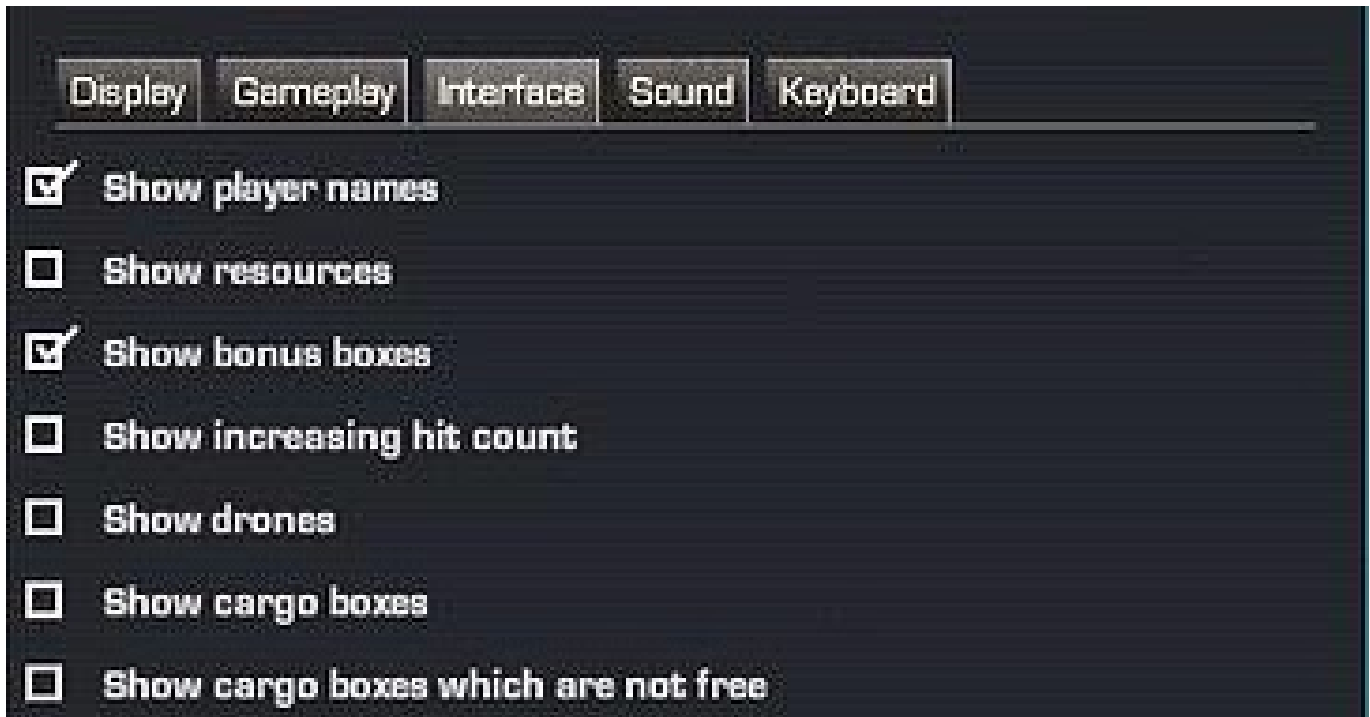 Display Gameplay Interface Sound Keyboard
Show player names
Show resources
Show bonus boxes
Show increasing hit count
Show drones
Show cargo boxes
Show cargo boxes which are not free